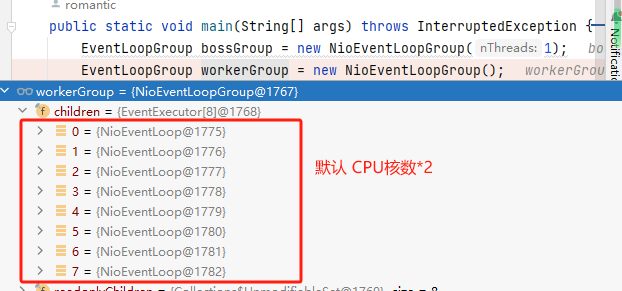 romantic
public static void main(String[] args) throws InterruptedException {
EventLoopGroup bossGroup = new NioEventLoopGroup( nThreads: 1); bo
EventLoopGroup workerGroup = new NioEventLoopGroup(); workerGrou
workerGroup = {NioEventLoopGroup@1767}
children = {EventExecutor[8]@1768}
0 = {NioEventLoop@1775}
1 = {NioEventLoop@1776}
2 = {NioEventLoop@1777}
3 = {NioEventLoop@1778}
默认 CPU核数*2
4 = {NioEventLoop@1779}
5 = {NioEventLoop@1780}
6 = {NioEventLoop@1781}
7 = {NioEventLoop@1782}
readonlyChildren = {Collections$UnmodifiableSet@1769} size = 8
Notification